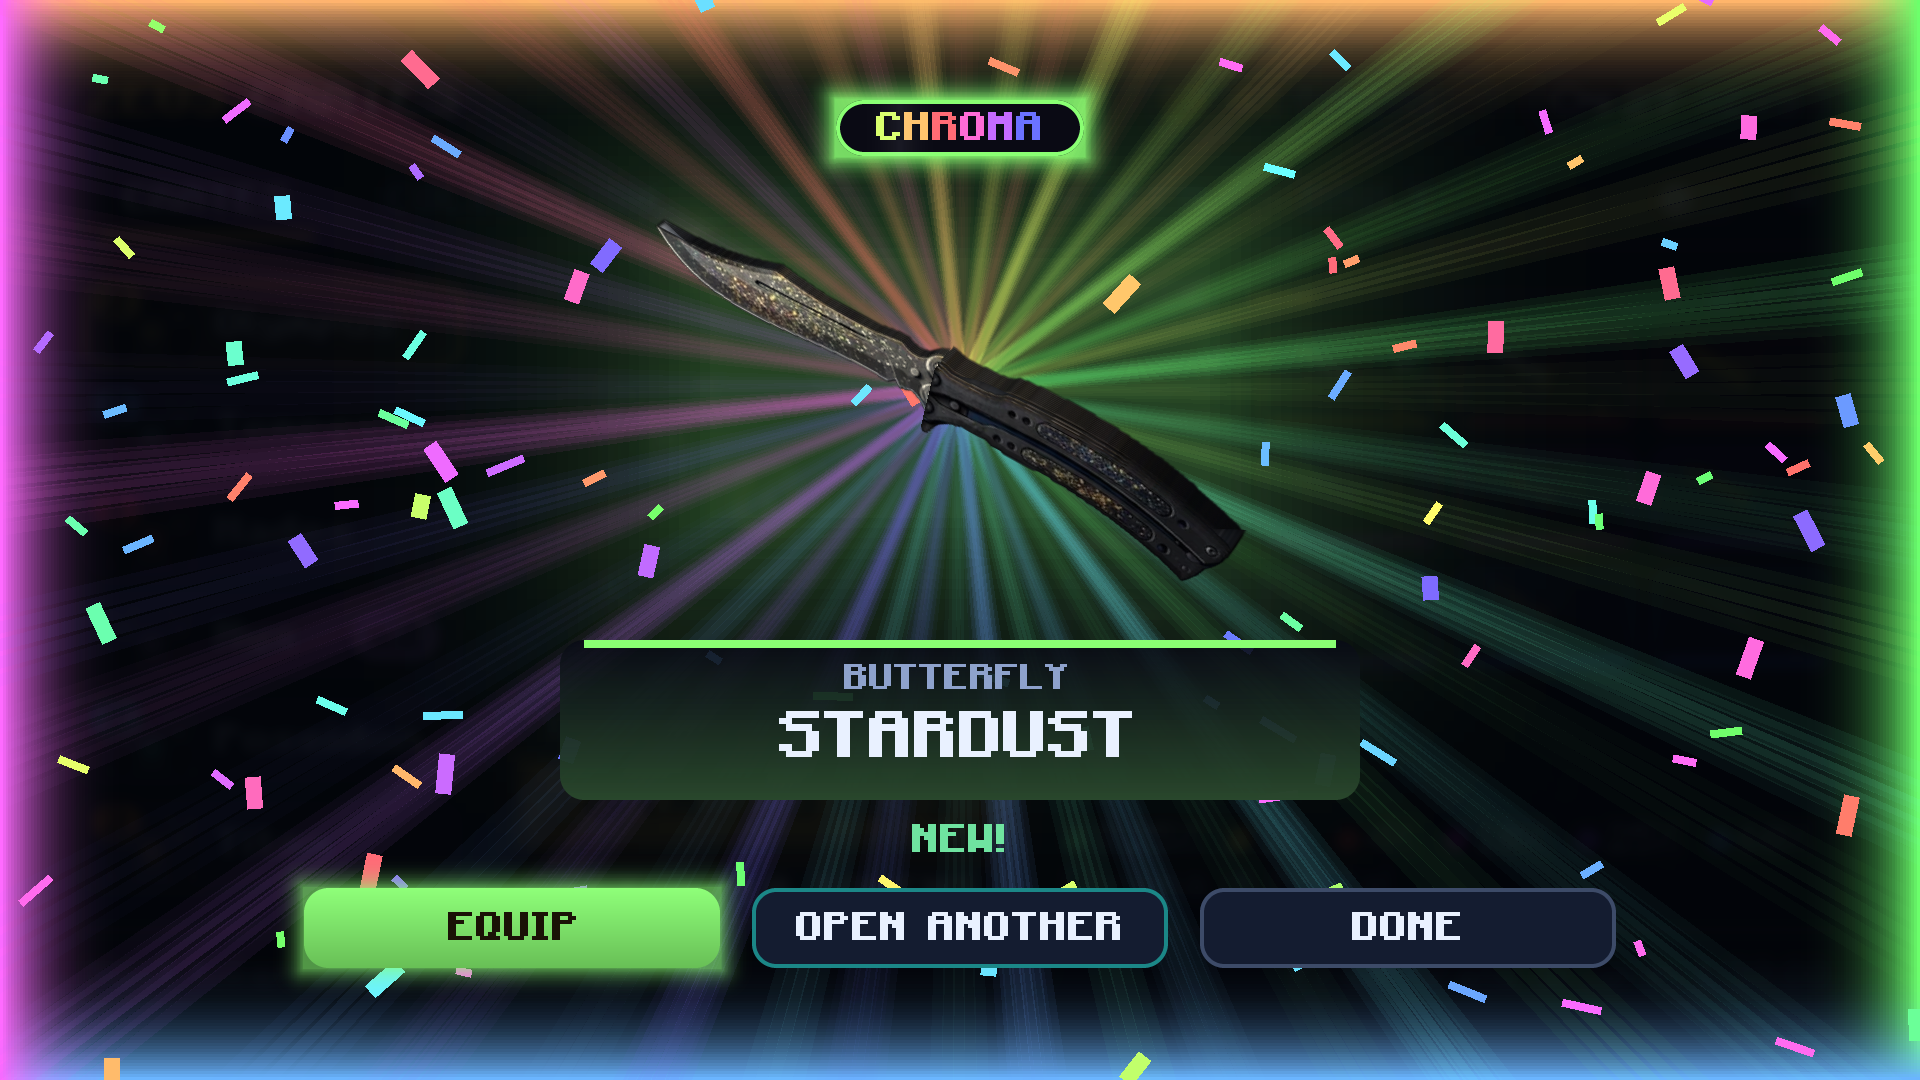 CHROMA
BUTTERFLY
STARDUST
NEW!
EQUIP
OPEN ANOTHER
DONE